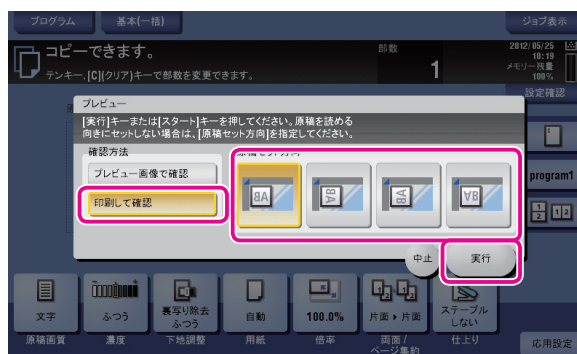 プログラム
基本(一括)
ジョブ表示
コピーできます。
テンキー、[C](クリア)キーで部数を変更できます。
部数
1
2012/05/25
10:19
メモリー残量
100%
設定確認
プレビュー
[実行]キーまたは[スタート]キーを押してください。原稿を読める
向きにセットしない場合は、[原稿セット方向]を指定してください。
確認方法
原稿セット方向
プレビュー画像で確認
印刷して確認
program1
中止
実行
文字
ふつう
裏写り除去
ふつう
自動
100.0%
片面 ▸ 片面
ステープル
しない
原稿画質
濃度
下地調整
用紙
倍率
両面/
ページ集約
仕上り
応用設定